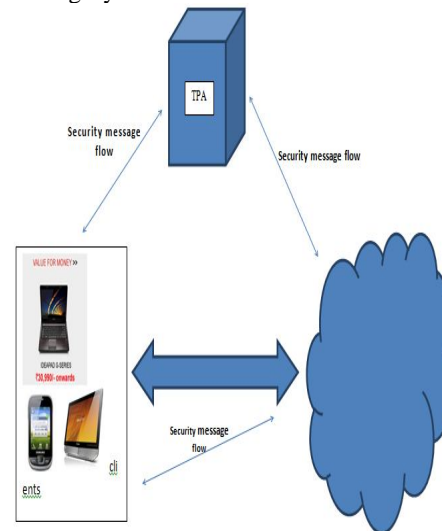 TPA
Security message
flow
Security message flow
VALUE FOR MONEY >>
IDEAPAD U-SERIES
₹30,990/- onwards
Security message
flow
cli
ents